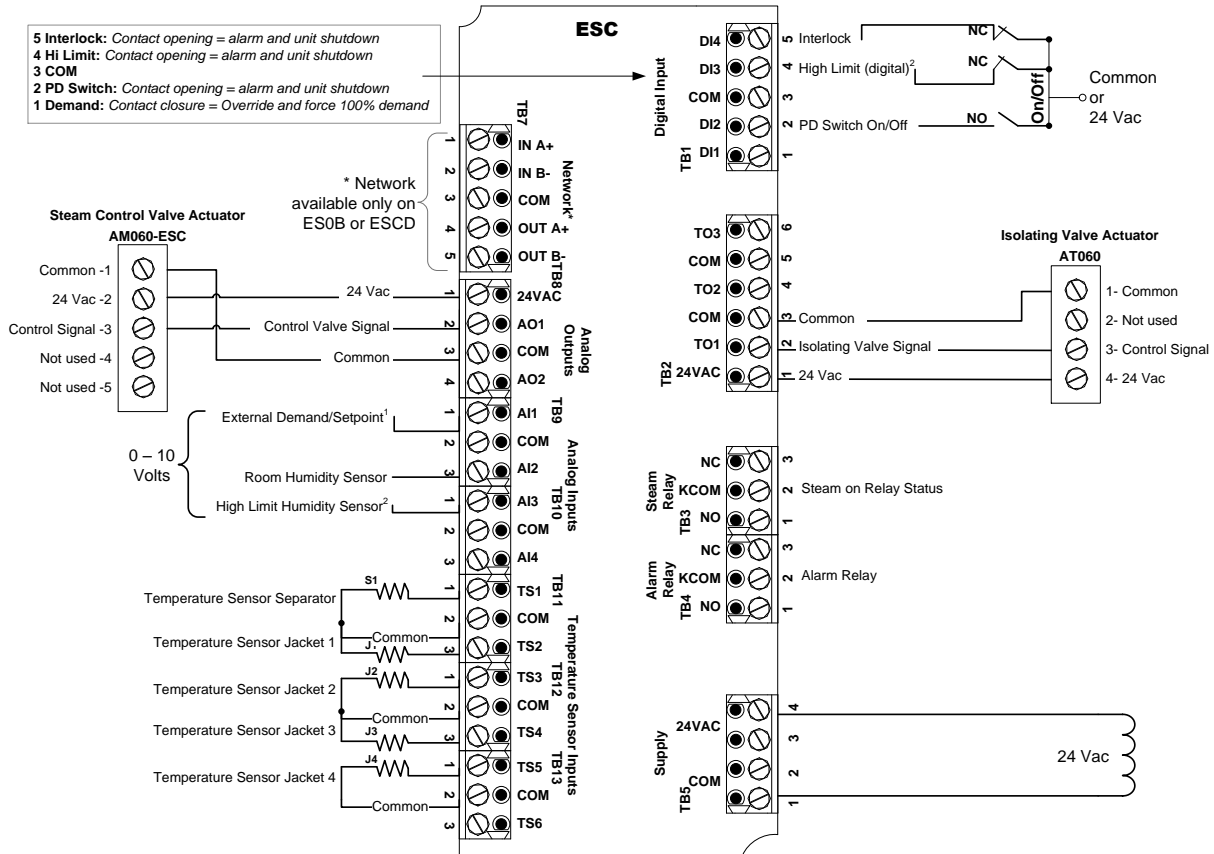 ESC
5 Interlock: Contact opening = alarm and unit shutdown
4 Hi Limit: Contact opening = alarm and unit shutdown
3 COM
2 PD Switch: Contact opening = alarm and unit shutdown
1 Demand: Contact closure = Override and force 100% demand
TB7
1 IN A+
2 IN B-
3 COM
4 OUT A+
5 OUT B-
Network*
* Network
available only on
ES0B or ESCD
Steam Control Valve Actuator
AM060-ESC
Common -1
24 Vac -2
Control Signal -3
Not used -4
Not used -5
24 Vac
Control Valve Signal
Common
TB8
1 24VAC
2 AO1
3 COM
4 AO2
Analog
Outputs
0 – 10
Volts
External Demand/Setpoint1
Room Humidity Sensor
High Limit Humidity Sensor2
TB9
1 AI1
2 COM
3 AI2
Analog Inputs
TB10
1 AI3
2 COM
3 AI4
Temperature Sensor Separator
S1
Common
Temperature Sensor Jacket 1
J1
TB11
1 TS1
2 COM
3 TS2
Temperature Sensor Inputs
Temperature Sensor Jacket 2
J2
Common
Temperature Sensor Jacket 3
J3
TB12
1 TS3
2 COM
3 TS4
Temperature Sensor Jacket 4
J4
Common
TB13
1 TS5
2 COM
3 TS6
Digital Input
TB1
DI4 5 Interlock
DI3 4 High Limit (digital)2
COM 3
DI2 2 PD Switch On/Off
DI1 1
NC
NC
NO
On/Off
Common
or
24 Vac
TB2
TO3 6
COM 5
TO2 4
COM 3 Common
TO1 2 Isolating Valve Signal
24VAC 1 24 Vac
Isolating Valve Actuator
AT060
1- Common
2- Not used
3- Control Signal
4- 24 Vac
Steam
Relay
TB3
NC 3
KCOM 2 Steam on Relay Status
NO 1
Alarm
Relay
TB4
NC 3
KCOM 2 Alarm Relay
NO 1
Supply
TB5
24VAC
COM
4
3
2
1
24 Vac